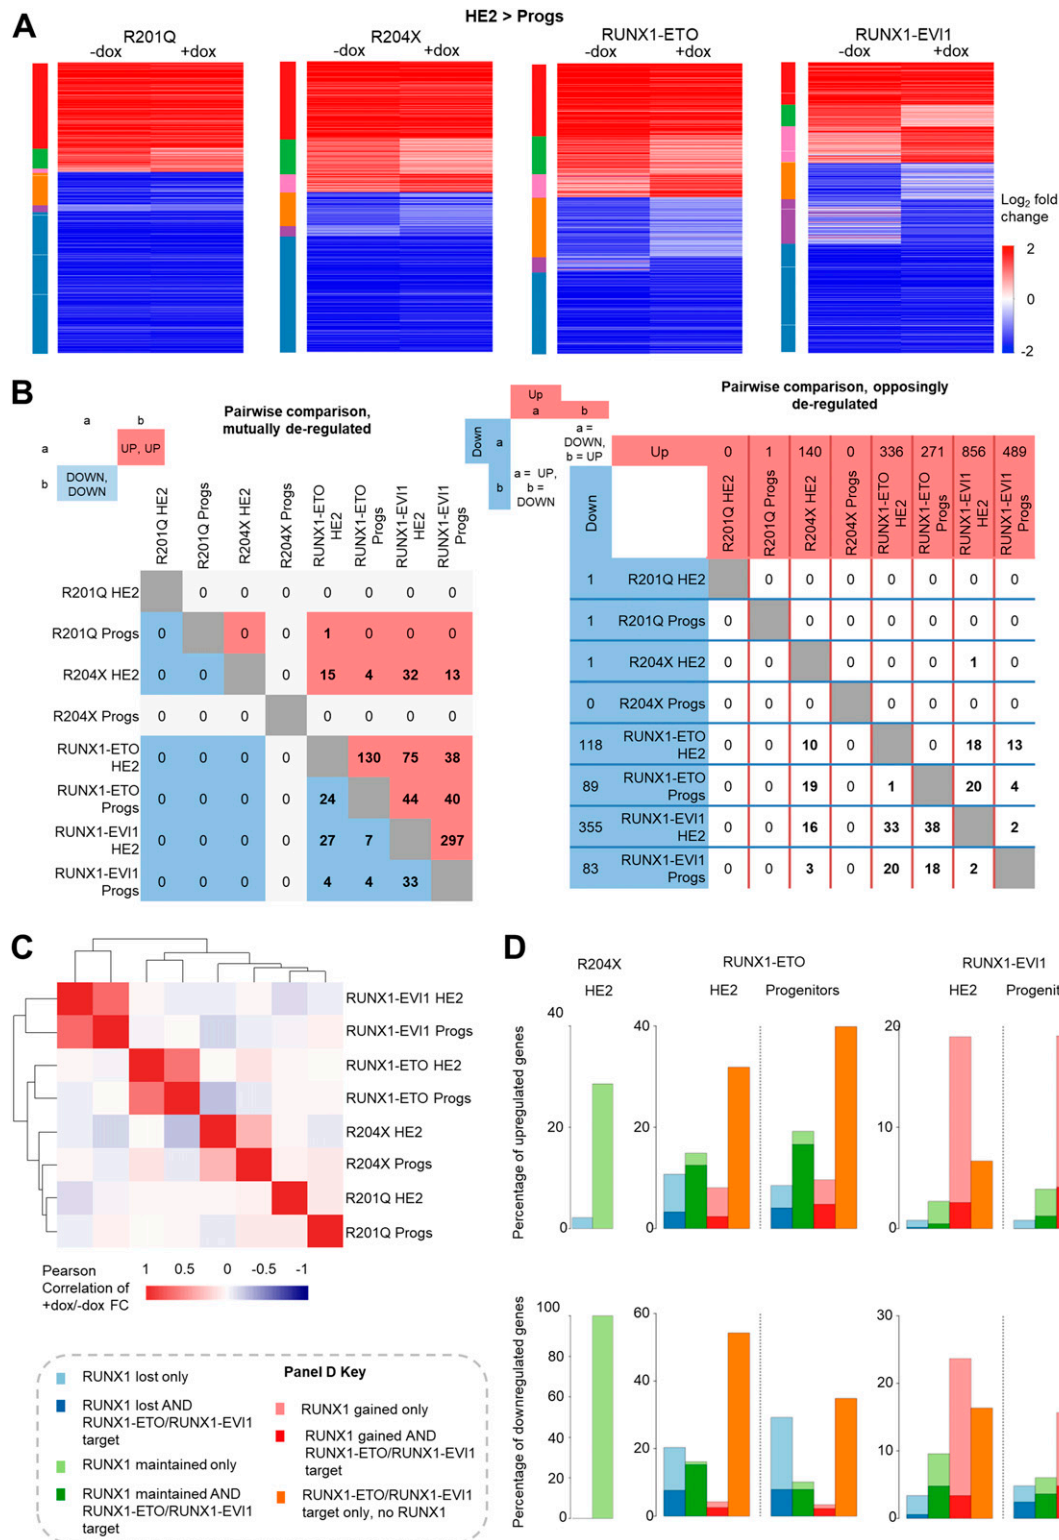 A
HE2 > Progs
R201Q
R204X
RUNX1-ETO
RUNX1-EVI1
-dox +dox
-dox +dox
-dox +dox
-dox +dox
Log2 fold
change
2
0
-2
B
Pairwise comparison,
mutually de-regulated
a b
a UP, UP
b DOWN,
DOWN
R201Q HE2
R201Q Progs
R204X HE2
R204X Progs
RUNX1-ETO
HE2
RUNX1-ETO
Progs
RUNX1-EVI1
HE2
RUNX1-EVI1
Progs
R201Q HE2 0 0 0 0 0 0 0
R201Q Progs 0 0 0 1 0 0 0
R204X HE2 0 0 0 15 4 32 13
R204X Progs 0 0 0 0 0 0 0
RUNX1-ETO
HE2 0 0 0 0 130 75 38
RUNX1-ETO
Progs 0 0 0 0 24 44 40
RUNX1-EVI1
HE2 0 0 0 0 27 7 297
RUNX1-EVI1
Progs 0 0 0 0 4 4 33
Pairwise comparison, opposingly
de-regulated
Up
a b
Down a a =
DOWN,
b = UP
b a = UP,
b =
DOWN
Up 0 1 140 0 336 271 856 489
Down
R201Q HE2
R201Q Progs
R204X HE2
R204X Progs
RUNX1-ETO
HE2
RUNX1-ETO
Progs
RUNX1-EVI1
HE2
RUNX1-EVI1
Progs
1 R201Q HE2 0 0 0 0 0 0 0
1 R201Q Progs 0 0 0 0 0 0 0
1 R204X HE2 0 0 0 0 0 1 0
0 R204X Progs 0 0 0 0 0 0 0
118 RUNX1-ETO
HE2 0 0 10 0 0 18 13
89 RUNX1-ETO
Progs 0 0 19 0 1 20 4
355 RUNX1-EVI1
HE2 0 0 16 0 33 38 2
83 RUNX1-EVI1
Progs 0 0 3 0 20 18 2
C
RUNX1-EVI1 HE2
RUNX1-EVI1 Progs
RUNX1-ETO HE2
RUNX1-ETO Progs
R204X HE2
R204X Progs
R201Q HE2
R201Q Progs
Pearson
Correlation of
+dox/-dox FC
1 0.5 0 -0.5 -1
D
R204X
HE2
RUNX1-ETO
HE2 Progenitors
RUNX1-EVI1
HE2 Progenit
Percentage of upregulated genes
40
20
0
40
20
0
20
10
0
Percentage of downregulated genes
100
80
60
40
20
0
60
40
20
0
30
20
10
0
Panel D Key
RUNX1 lost only
RUNX1 lost AND
RUNX1-ETO/RUNX1-EVI1
target
RUNX1 maintained only
RUNX1 maintained AND
RUNX1-ETO/RUNX1-EVI1
target
RUNX1 gained only
RUNX1 gained AND
RUNX1-ETO/RUNX1-EVI1
target
RUNX1-ETO/RUNX1-EVI1
target only, no RUNX1